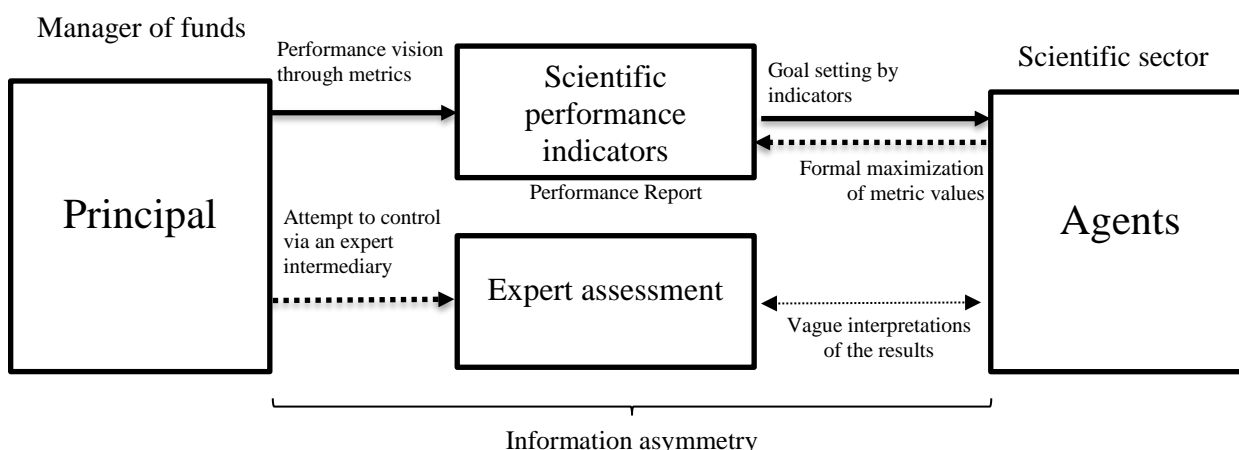 Manager of funds
Performance vision
through metrics
Scientific
performance
indicators
Goal setting by
indicators
Scientific sector
Formal maximization
of metric values
Performance Report
Principal
Attempt to control
via an expert
intermediary
Expert assessment
Agents
Vague interpretations
of the results
Information asymmetry